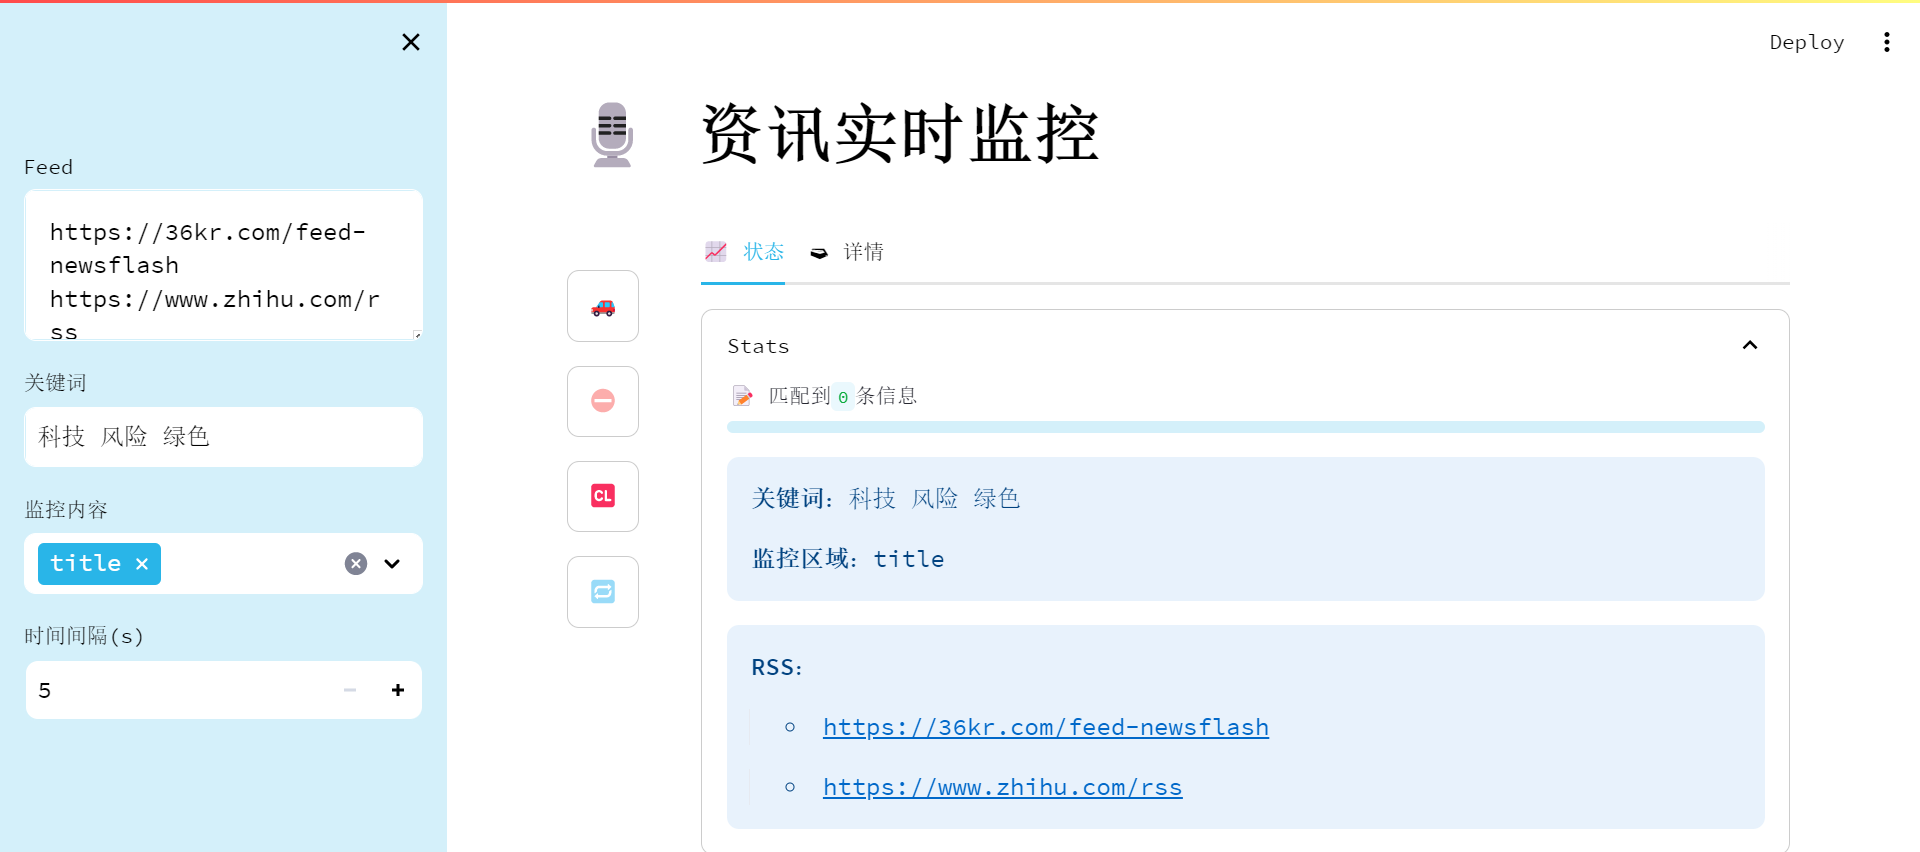 Deploy
Feed
https://36kr.com/feed-
newsflash
https://www.zhihu.com/r
ss
关键词
科技 风险 绿色
监控内容
title
时间间隔(s)
5
资讯实时监控
状态 详情
CL
Stats
匹配到0条信息
关键词: 科技 风险 绿色
监控区域: title
RSS:
https://36kr.com/feed-newsflash
https://www.zhihu.com/rss